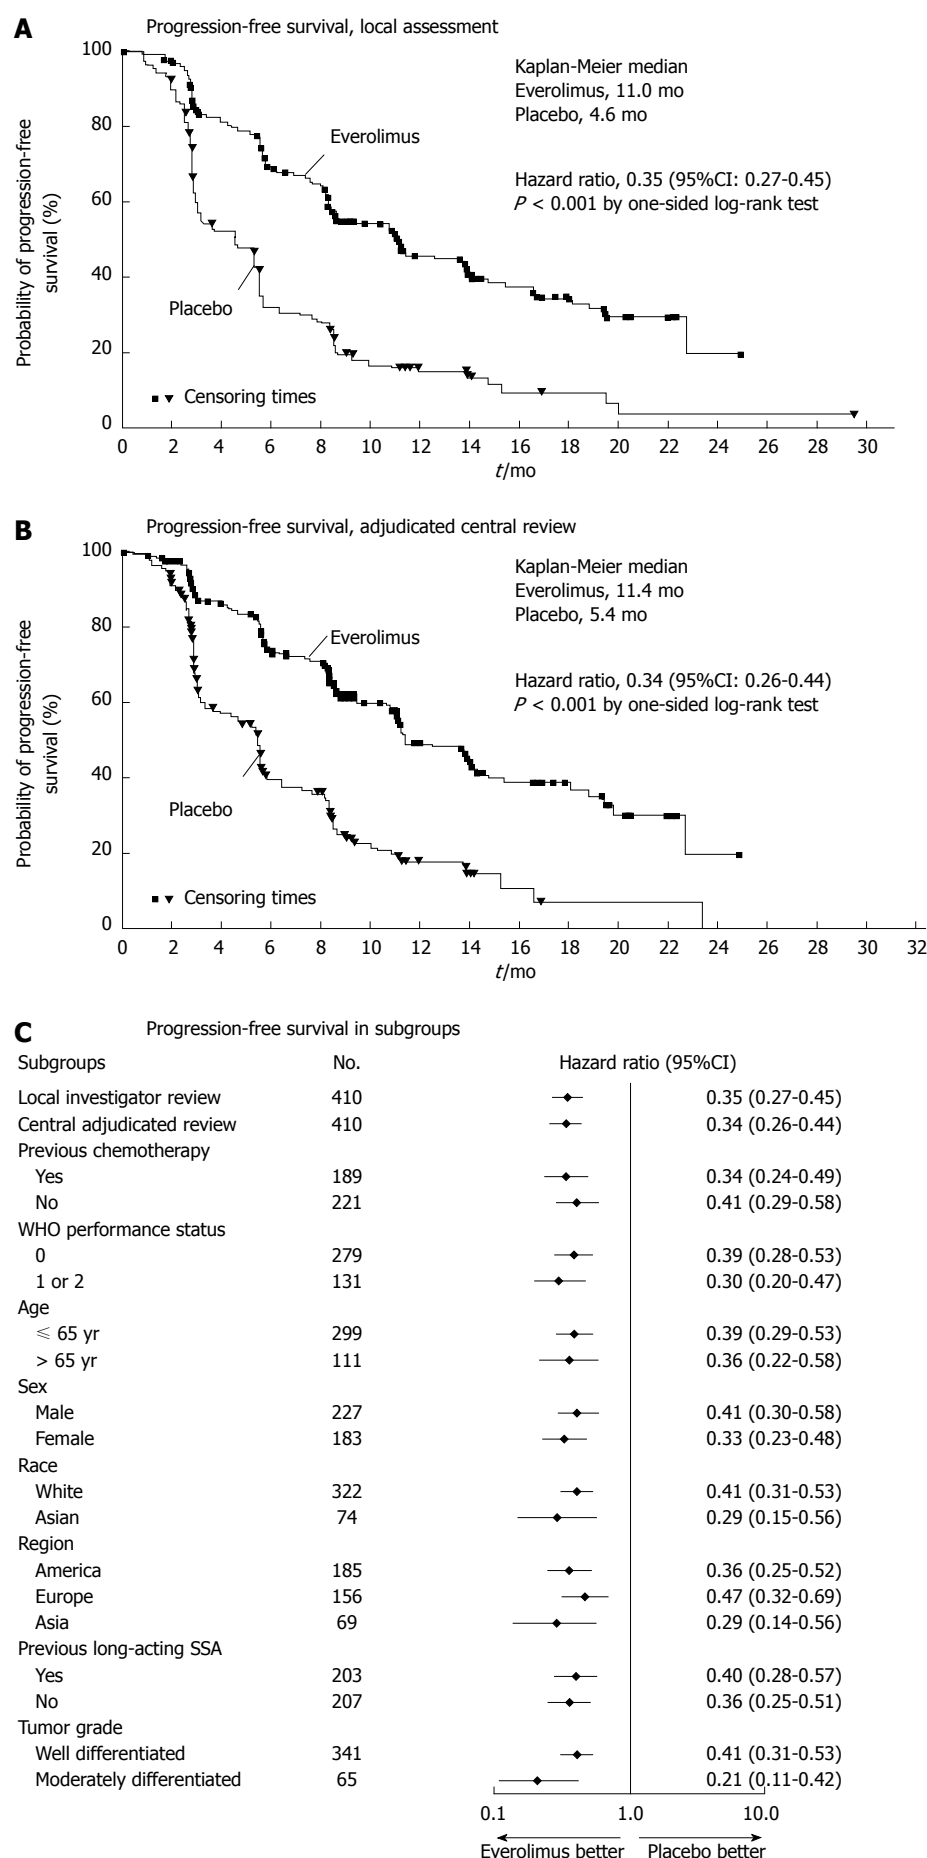 A Progression-free survival, local assessment
Probability of progression-free
survival (%)
100
80
60
40
20
0
Kaplan-Meier median
Everolimus, 11.0 mo
Placebo, 4.6 mo
Hazard ratio, 0.35 (95%CI: 0.27-0.45)
P < 0.001 by one-sided log-rank test
Everolimus
Placebo
Censoring times
0 2 4 6 8 10 12 14 16 18 20 22 24 26 28 30
t/mo
B Progression-free survival, adjudicated central review
Probability of progression-free
survival (%)
100
80
60
40
20
0
Kaplan-Meier median
Everolimus, 11.4 mo
Placebo, 5.4 mo
Hazard ratio, 0.34 (95%CI: 0.26-0.44)
P < 0.001 by one-sided log-rank test
Everolimus
Placebo
Censoring times
0 2 4 6 8 10 12 14 16 18 20 22 24 26 28 30 32
t/mo
C Progression-free survival in subgroups
Subgroups No. Hazard ratio (95%CI)
Local investigator review 410 0.35 (0.27-0.45)
Central adjudicated review 410 0.34 (0.26-0.44)
Previous chemotherapy
Yes 189 0.34 (0.24-0.49)
No 221 0.41 (0.29-0.58)
WHO performance status
0 279 0.39 (0.28-0.53)
1 or 2 131 0.30 (0.20-0.47)
Age
≤ 65 yr 299 0.39 (0.29-0.53)
> 65 yr 111 0.36 (0.22-0.58)
Sex
Male 227 0.41 (0.30-0.58)
Female 183 0.33 (0.23-0.48)
Race
White 322 0.41 (0.31-0.53)
Asian 74 0.29 (0.15-0.56)
Region
America 185 0.36 (0.25-0.52)
Europe 156 0.47 (0.32-0.69)
Asia 69 0.29 (0.14-0.56)
Previous long-acting SSA
Yes 203 0.40 (0.28-0.57)
No 207 0.36 (0.25-0.51)
Tumor grade
Well differentiated 341 0.41 (0.31-0.53)
Moderately differentiated 65 0.21 (0.11-0.42)
0.1 1.0 10.0
Everolimus better Placebo better